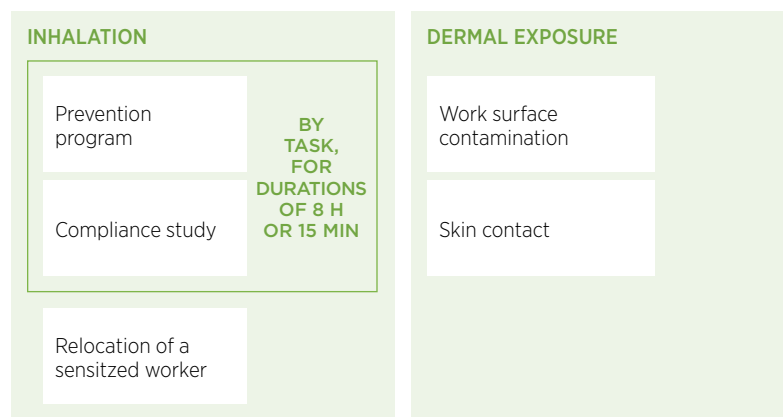 INHALATION
Prevention
program
Compliance study
BY
TASK,
FOR
DURATIONS
OF 8 H
OR 15 MIN
Relocation of a
sensitzed worker
DERMAL EXPOSURE
Work surface
contamination
Skin contact